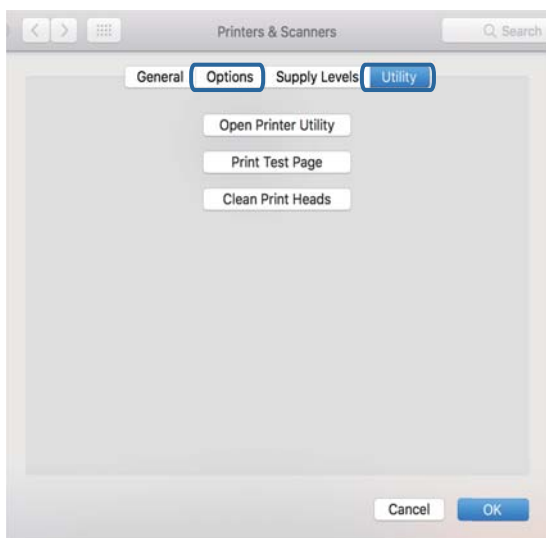 Printers & Scanners Search
General Options Supply Levels Utility
Open Printer Utility
Print Test Page
Clean Print Heads
Cancel OK